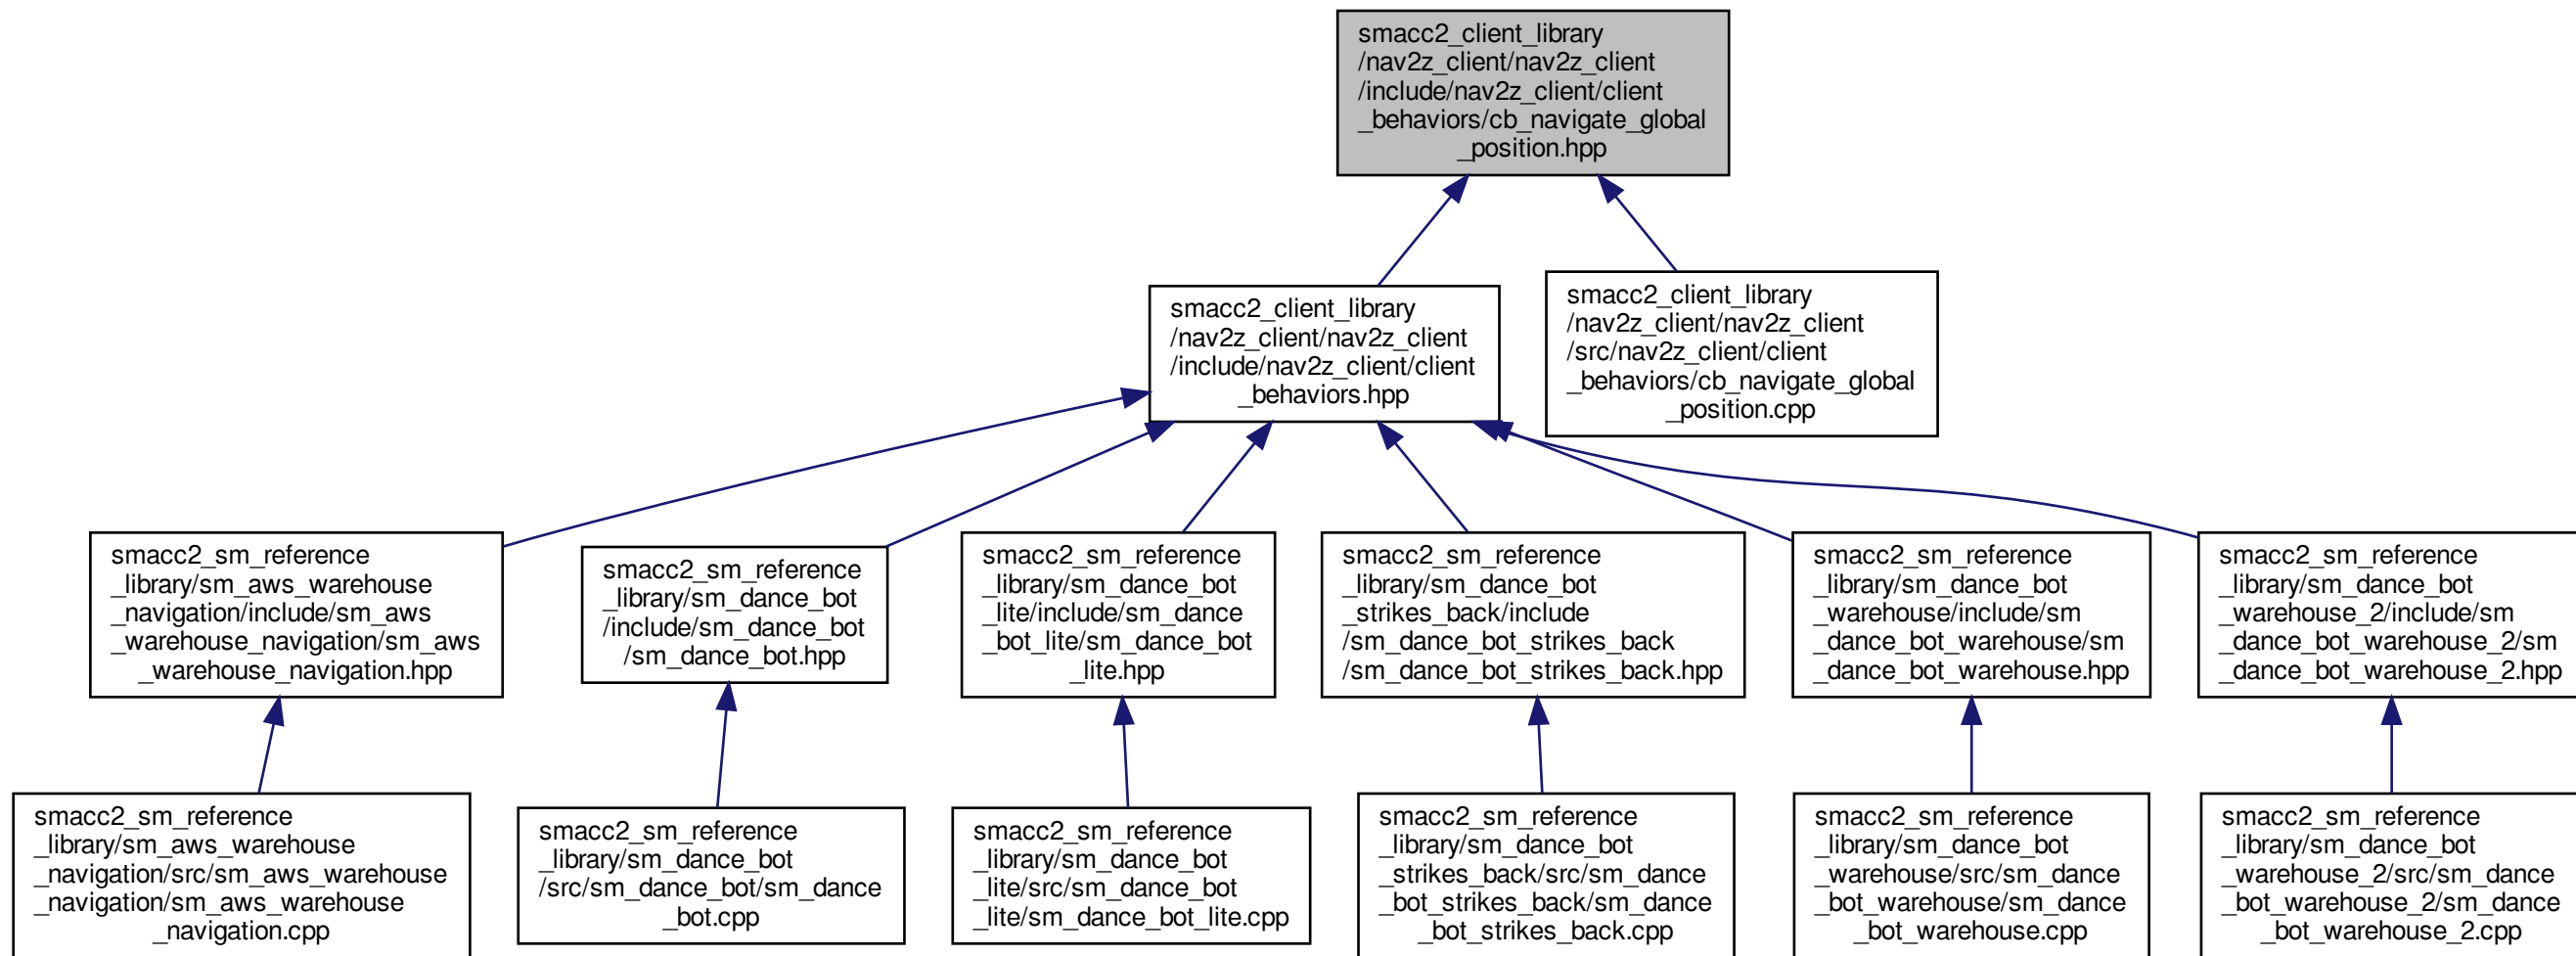 smacc2_client_library
/nav2z_client/nav2z_client
/include/nav2z_client/client
_behaviors/cb_navigate_global
_position.hpp
smacc2_client_library
/nav2z_client/nav2z_client
/include/nav2z_client/client
_behaviors.hpp
smacc2_client_library
/nav2z_client/nav2z_client
/src/nav2z_client/client
_behaviors/cb_navigate_global
_position.cpp
smacc2_sm_reference
_library/sm_aws_warehouse
_navigation/include/sm_aws
_warehouse_navigation/sm_aws
_warehouse_navigation.hpp
smacc2_sm_reference
_library/sm_dance_bot
/include/sm_dance_bot
/sm_dance_bot.hpp
smacc2_sm_reference
_library/sm_dance_bot
_lite/include/sm_dance
_bot_lite/sm_dance_bot
_lite.hpp
smacc2_sm_reference
_library/sm_dance_bot
_strikes_back/include
/sm_dance_bot_strikes_back
/sm_dance_bot_strikes_back.hpp
smacc2_sm_reference
_library/sm_dance_bot
_warehouse/include/sm
_dance_bot_warehouse/sm
_dance_bot_warehouse.hpp
smacc2_sm_reference
_library/sm_dance_bot
_warehouse_2/include/sm
_dance_bot_warehouse_2/sm
_dance_bot_warehouse_2.hpp
smacc2_sm_reference
_library/sm_aws_warehouse
_navigation/src/sm_aws_warehouse
_navigation/sm_aws_warehouse
_navigation.cpp
smacc2_sm_reference
_library/sm_dance_bot
/src/sm_dance_bot/sm_dance
_bot.cpp
smacc2_sm_reference
_library/sm_dance_bot
_lite/src/sm_dance_bot
_lite/sm_dance_bot_lite.cpp
smacc2_sm_reference
_library/sm_dance_bot
_strikes_back/src/sm_dance
_bot_strikes_back/sm_dance
_bot_strikes_back.cpp
smacc2_sm_reference
_library/sm_dance_bot
_warehouse/src/sm_dance
_bot_warehouse/sm_dance
_bot_warehouse.cpp
smacc2_sm_reference
_library/sm_dance_bot
_warehouse_2/src/sm_dance
_bot_warehouse_2/sm_dance
_bot_warehouse_2.cpp